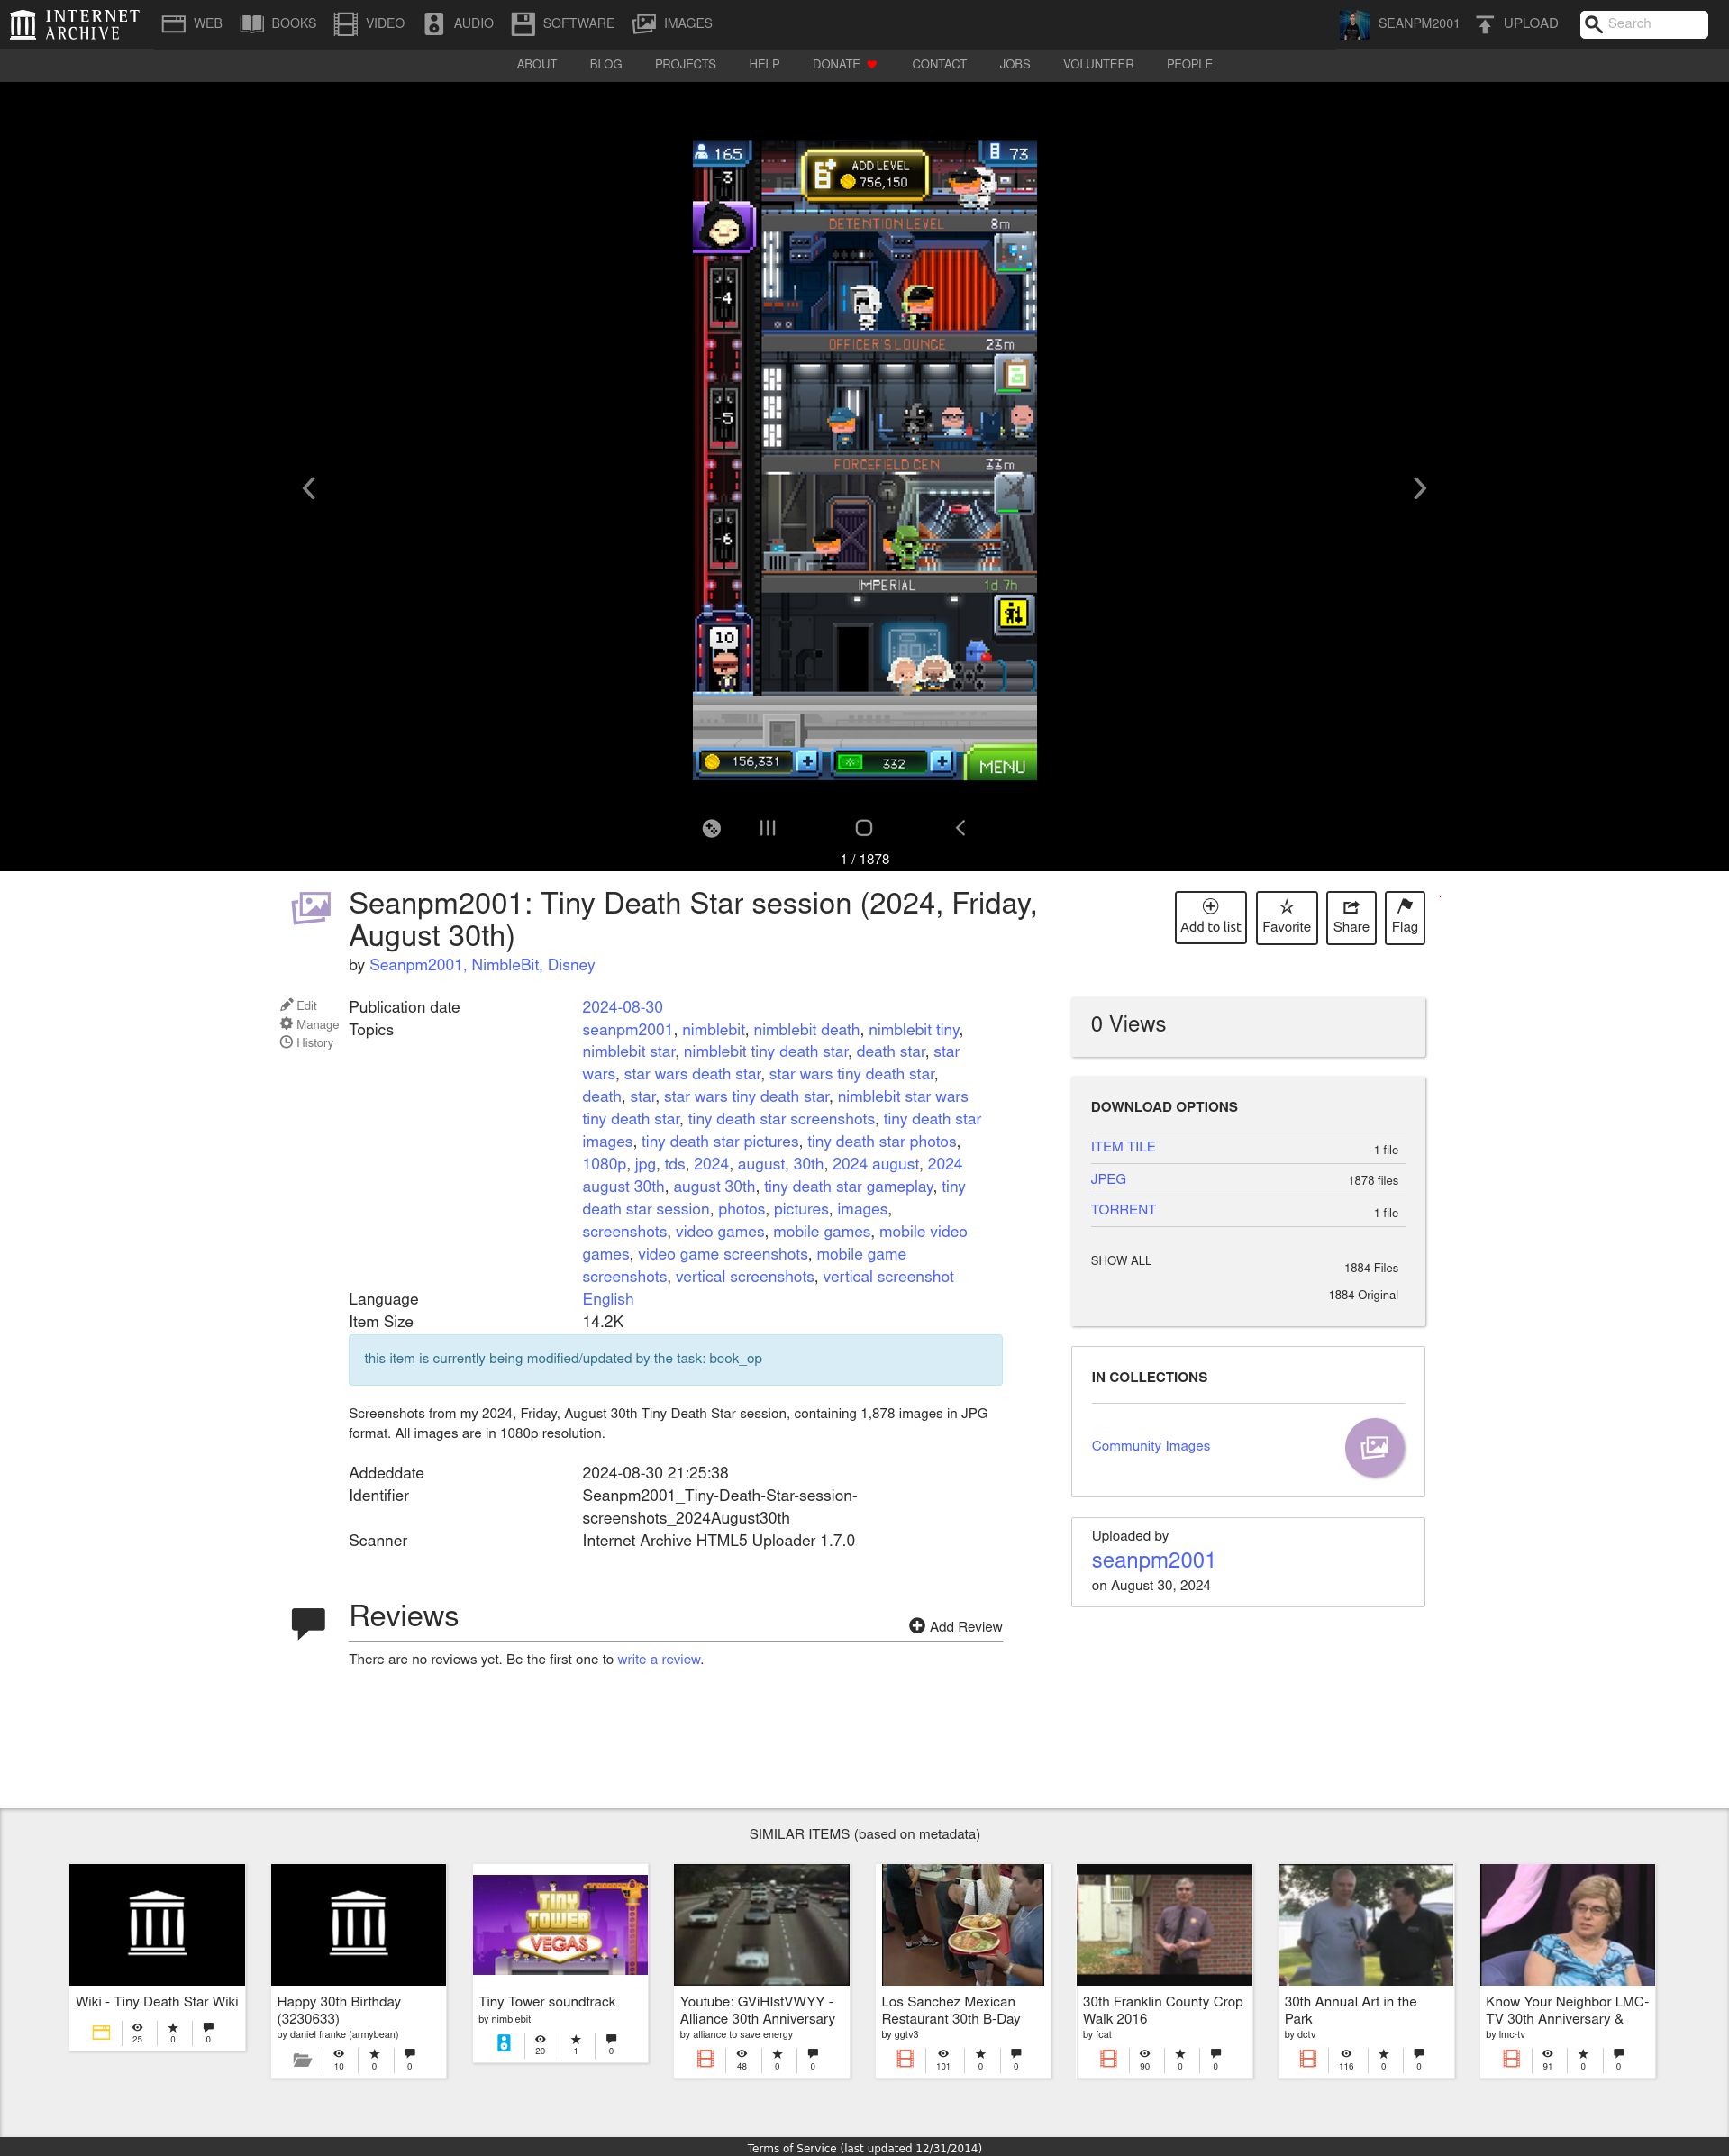 INTERNET ARCHIVE
WEB BOOKS VIDEO AUDIO SOFTWARE IMAGES SEANPM2001 UPLOAD Search
ABOUT BLOG PROJECTS HELP DONATE CONTACT JOBS VOLUNTEER PEOPLE
165 ADD LEVEL 73
756,150
-3
DETENTION LEVEL 8m
-4
OFFICER'S LOUNGE 23m
-5
FORCEFIELD GEN 33m
-6
IMPERIAL 1d 7h
10
156,331 332 MENU
1 / 1878
Seanpm2001: Tiny Death Star session (2024, Friday,
August 30th)
by Seanpm2001, NimbleBit, Disney
Add to list Favorite Share Flag
Edit
Manage
History
Publication date 2024-08-30
Topics seanpm2001, nimblebit, nimblebit death, nimblebit tiny,
nimblebit star, nimblebit tiny death star, death star, star
wars, star wars death star, star wars tiny death star,
death, star, star wars tiny death star, nimblebit star wars
tiny death star, tiny death star screenshots, tiny death star
images, tiny death star pictures, tiny death star photos,
1080p, jpg, tds, 2024, august, 30th, 2024 august, 2024
august 30th, august 30th, tiny death star gameplay, tiny
death star session, photos, pictures, images,
screenshots, video games, mobile games, mobile video
games, video game screenshots, mobile game
screenshots, vertical screenshots, vertical screenshot
Language English
Item Size 14.2K
this item is currently being modified/updated by the task: book_op
Screenshots from my 2024, Friday, August 30th Tiny Death Star session, containing 1,878 images in JPG
format. All images are in 1080p resolution.
Addeddate 2024-08-30 21:25:38
Identifier Seanpm2001_Tiny-Death-Star-session-
screenshots_2024August30th
Scanner Internet Archive HTML5 Uploader 1.7.0
Reviews
Add Review
There are no reviews yet. Be the first one to write a review.
0 Views
DOWNLOAD OPTIONS
ITEM TILE 1 file
JPEG 1878 files
TORRENT 1 file
SHOW ALL 1884 Files
1884 Original
IN COLLECTIONS
Community Images
Uploaded by
seanpm2001
on August 30, 2024
SIMILAR ITEMS (based on metadata)
Wiki - Tiny Death Star Wiki
25 0 0
Happy 30th Birthday
(3230633)
by daniel franke (armybean)
10 0 0
TINY TOWER VEGAS
Tiny Tower soundtrack
by nimblebit
20 1 0
Youtube: GViHIstVWYY -
Alliance 30th Anniversary
by alliance to save energy
48 0 0
Los Sanchez Mexican
Restaurant 30th B-Day
by ggtv3
101 0 0
30th Franklin County Crop
Walk 2016
by fcat
90 0 0
30th Annual Art in the
Park
by dctv
116 0 0
Know Your Neighbor LMC-
TV 30th Anniversary &
by lmc-tv
91 0 0
Terms of Service (last updated 12/31/2014)